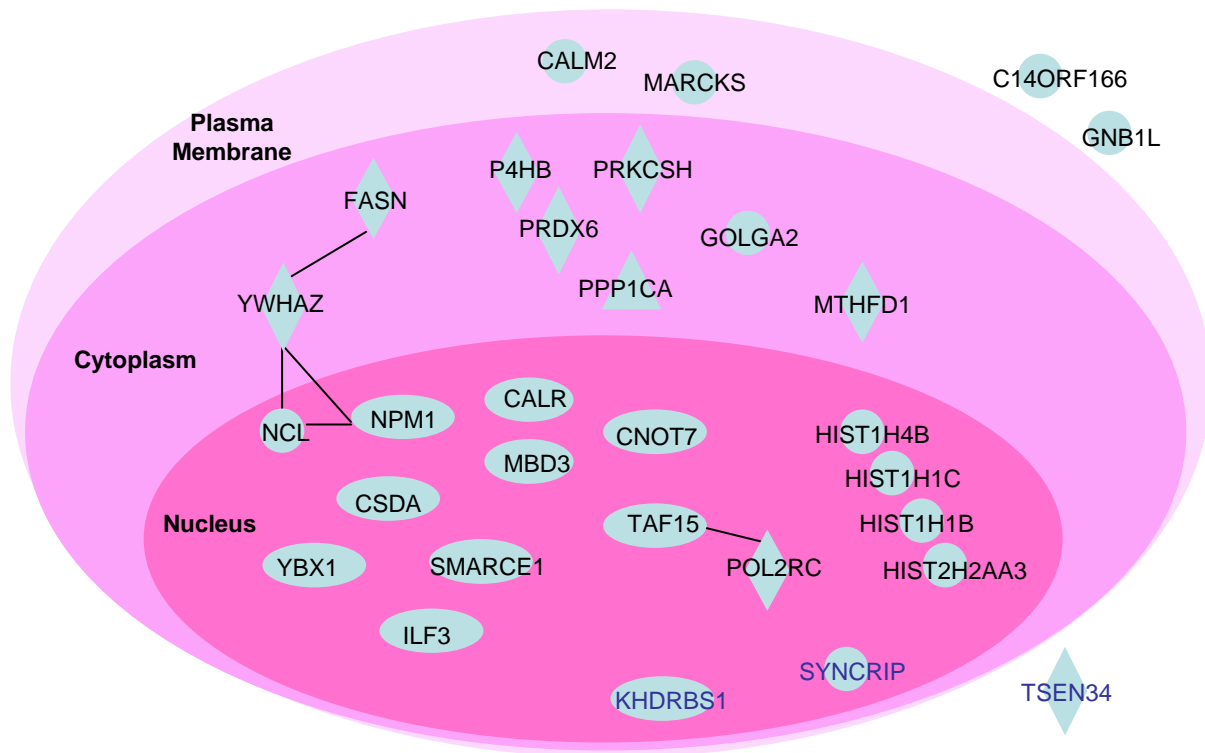 CALM2
MARCKS
C14ORF166
GNB1L
Plasma
Membrane
P4HB
PRKCSH
FASN
PRDX6
GOLGA2
PPP1CA
YWHAZ
MTHFD1
Cytoplasm
CALR
NPM1
NCL
CNOT7
HIST1H4B
MBD3
HIST1H1C
CSDA
Nucleus
TAF15
HIST1H1B
YBX1
SMARCE1
POL2RC
HIST2H2AA3
ILF3
SYNCRIP
KHDRBS1
TSEN34